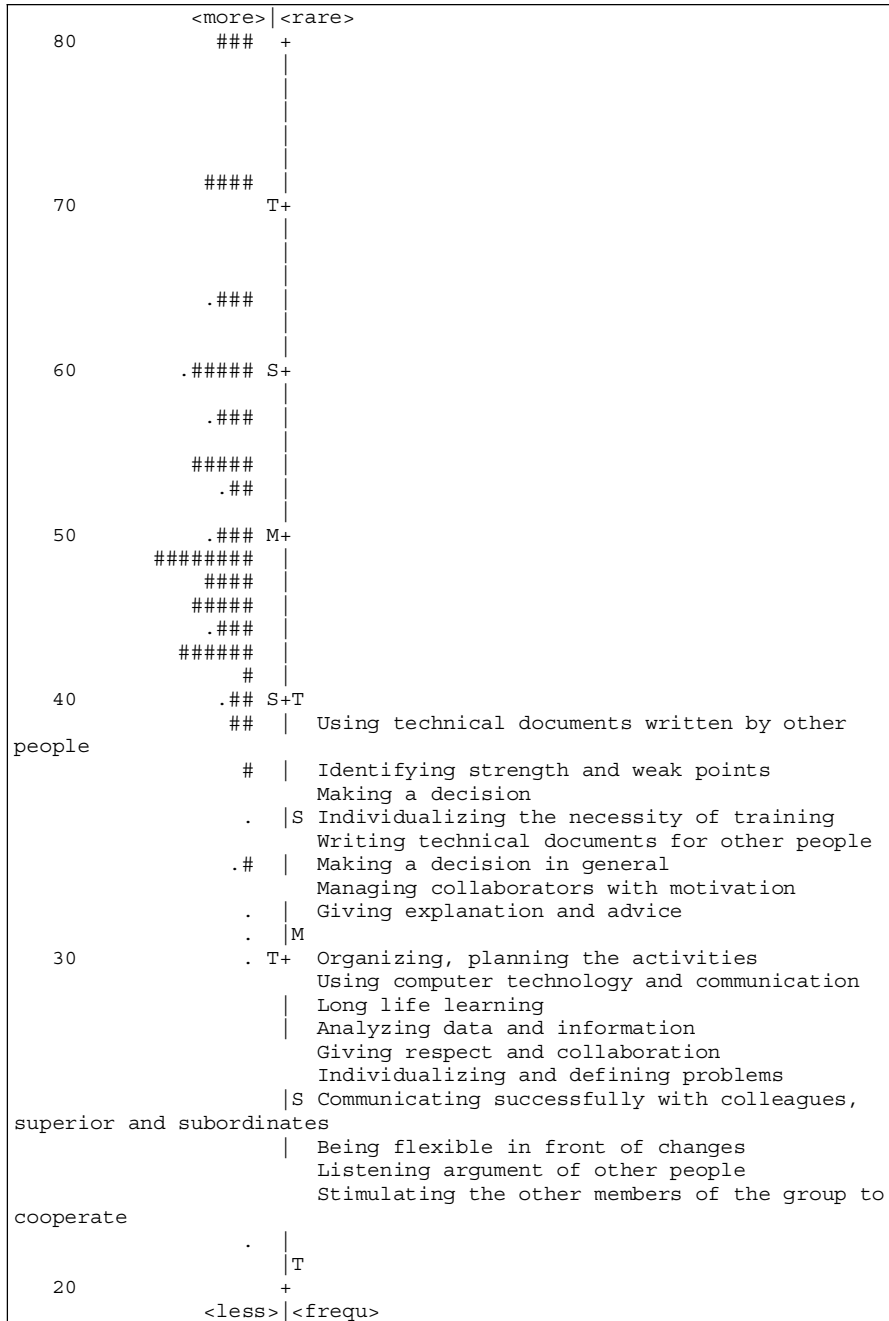 <more>|<rare>
80 ### +
|
|
|
|
|
#### |
70 T+
|
|
|
.### |
|
|
60 .##### S+
|
.### |
|
##### |
.## |
|
50 .### M+
######## |
#### |
##### |
.### |
###### |
# |
40 .## S+T
## | Using technical documents written by other
people
# | Identifying strength and weak points
Making a decision
. |S Individualizing the necessity of training
Writing technical documents for other people
.# | Making a decision in general
Managing collaborators with motivation
. | Giving explanation and advice
. |M
30 . T+ Organizing, planning the activities
Using computer technology and communication
| Long life learning
| Analyzing data and information
Giving respect and collaboration
Individualizing and defining problems
|S Communicating successfully with colleagues,
superior and subordinates
| Being flexible in front of changes
Listening argument of other people
Stimulating the other members of the group to
cooperate
. |
|T
20 +
<less>|<frequ>